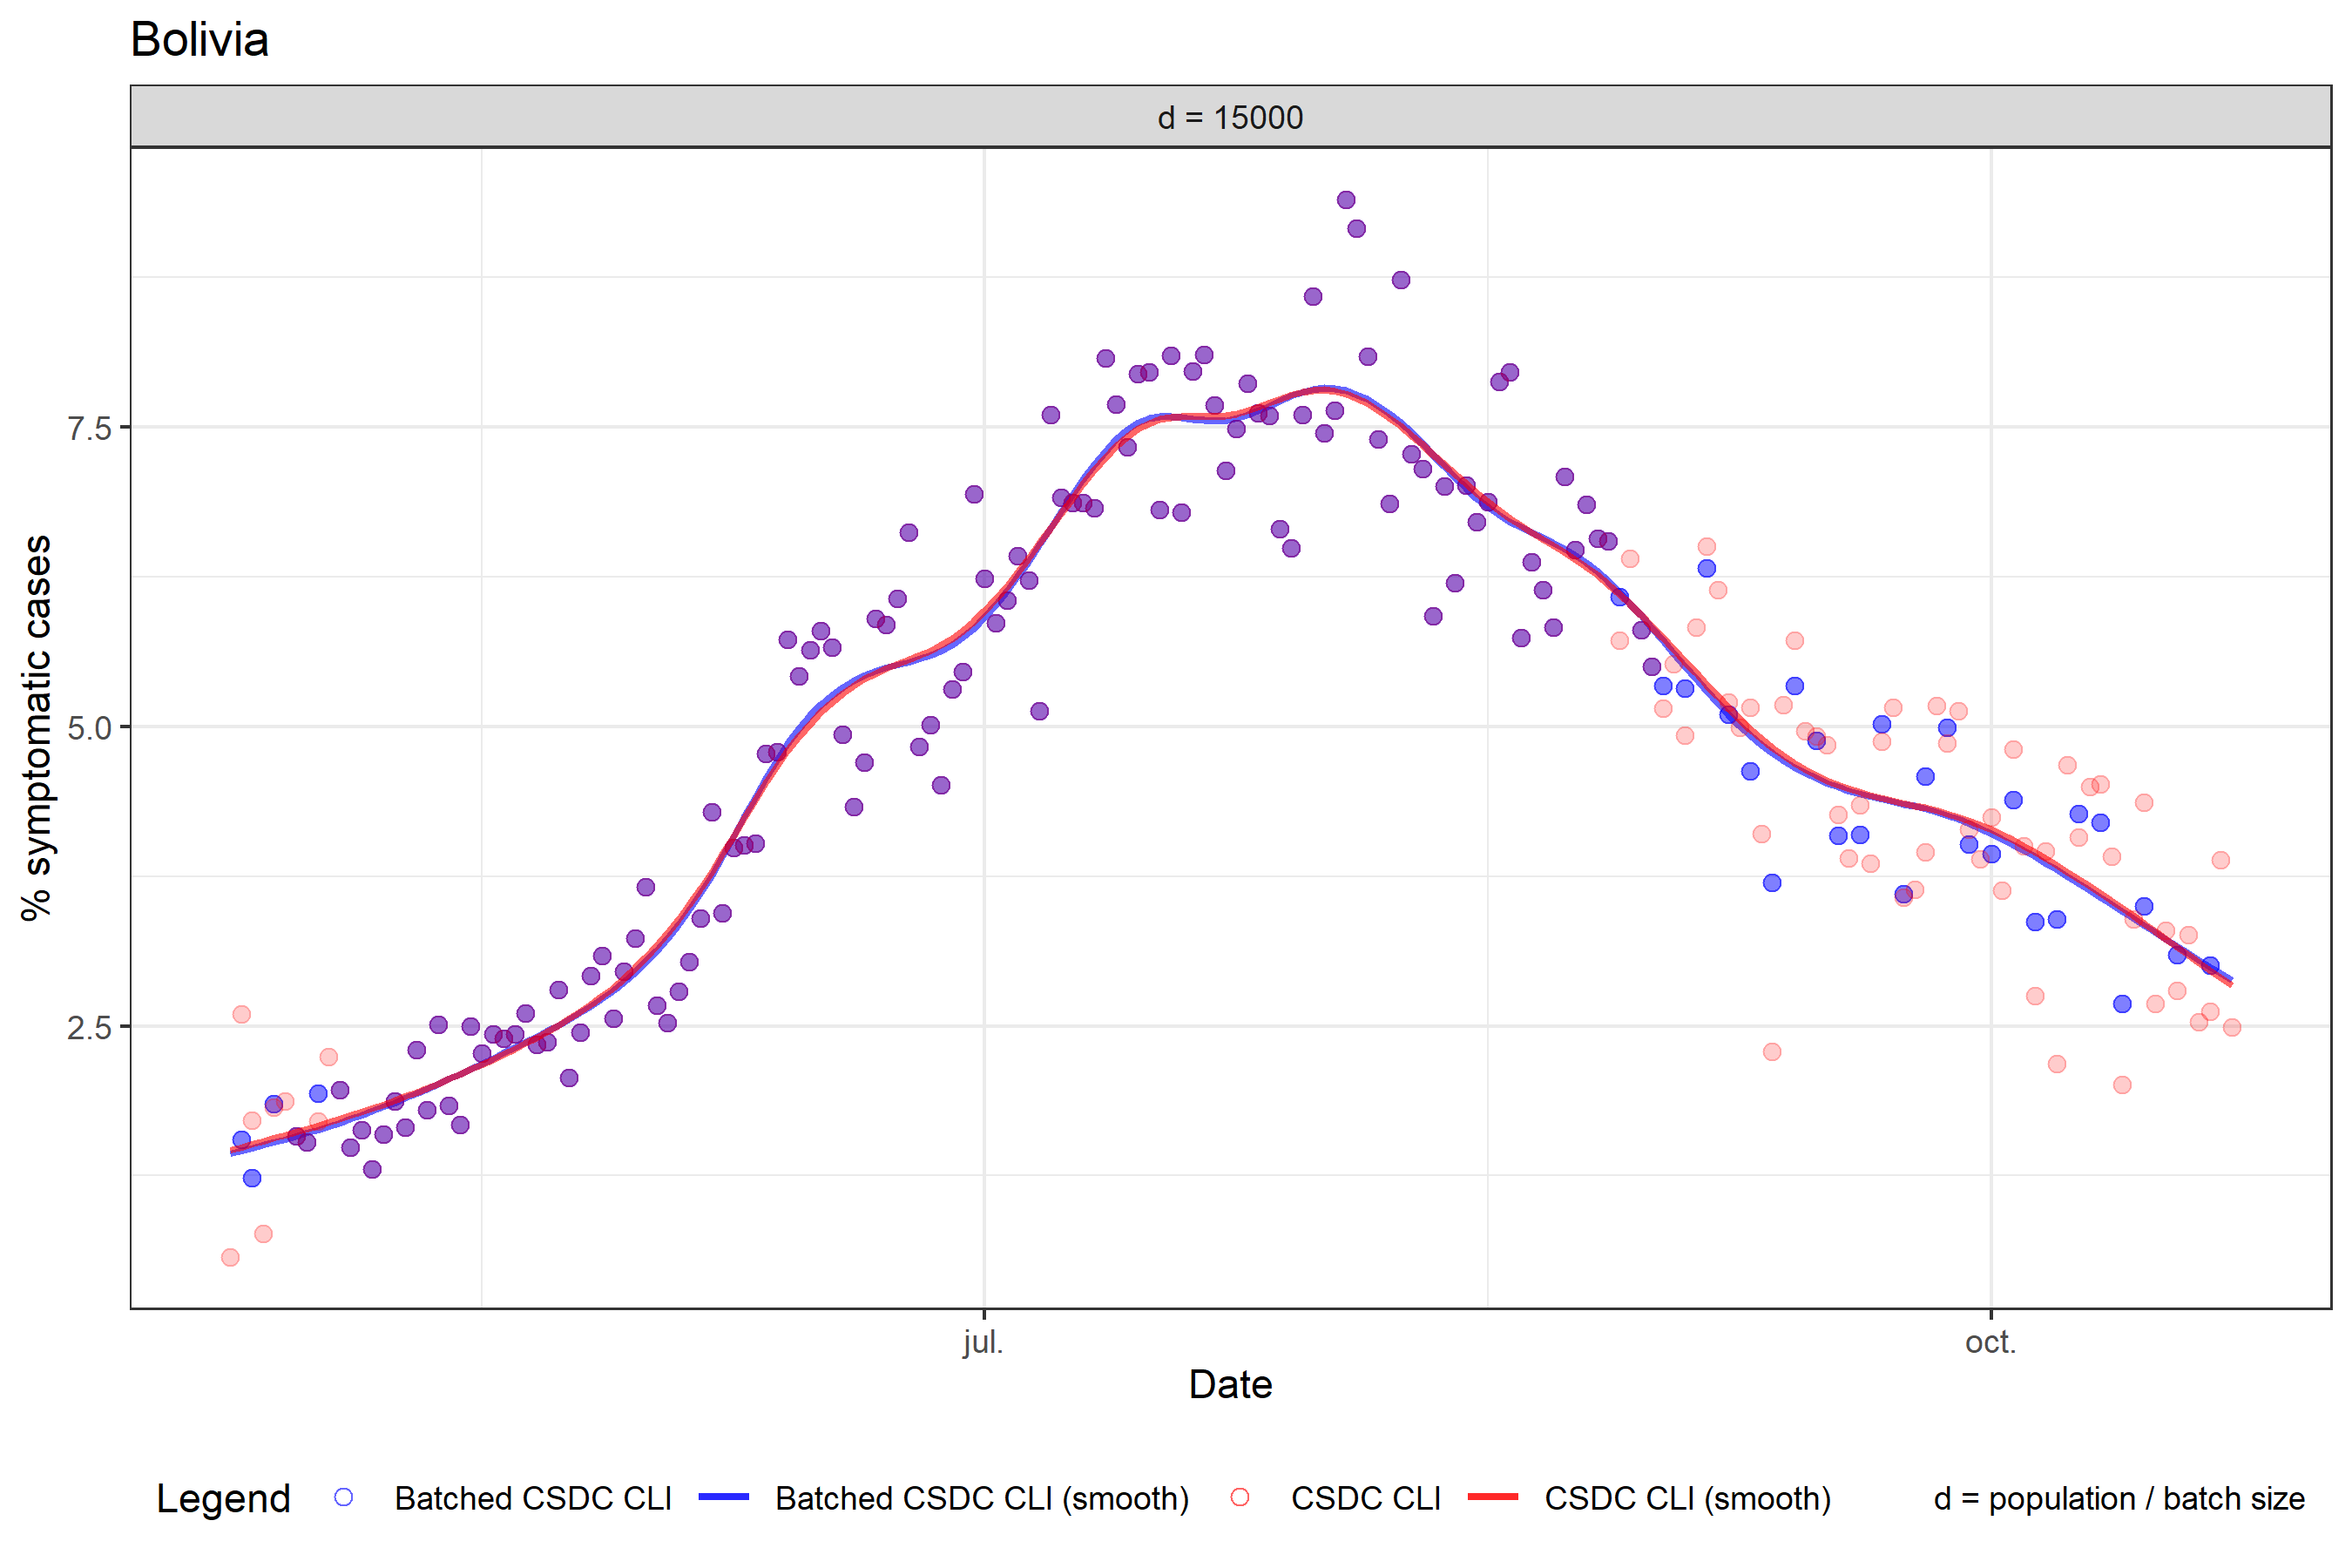 Bolivia
d = 15000
% symptomatic cases
7.5
5.0
2.5
jul.
oct.
Date
Legend
Batched CSDC CLI
Batched CSDC CLI (smooth)
CSDC CLI
CSDC CLI (smooth)
d = population / batch size